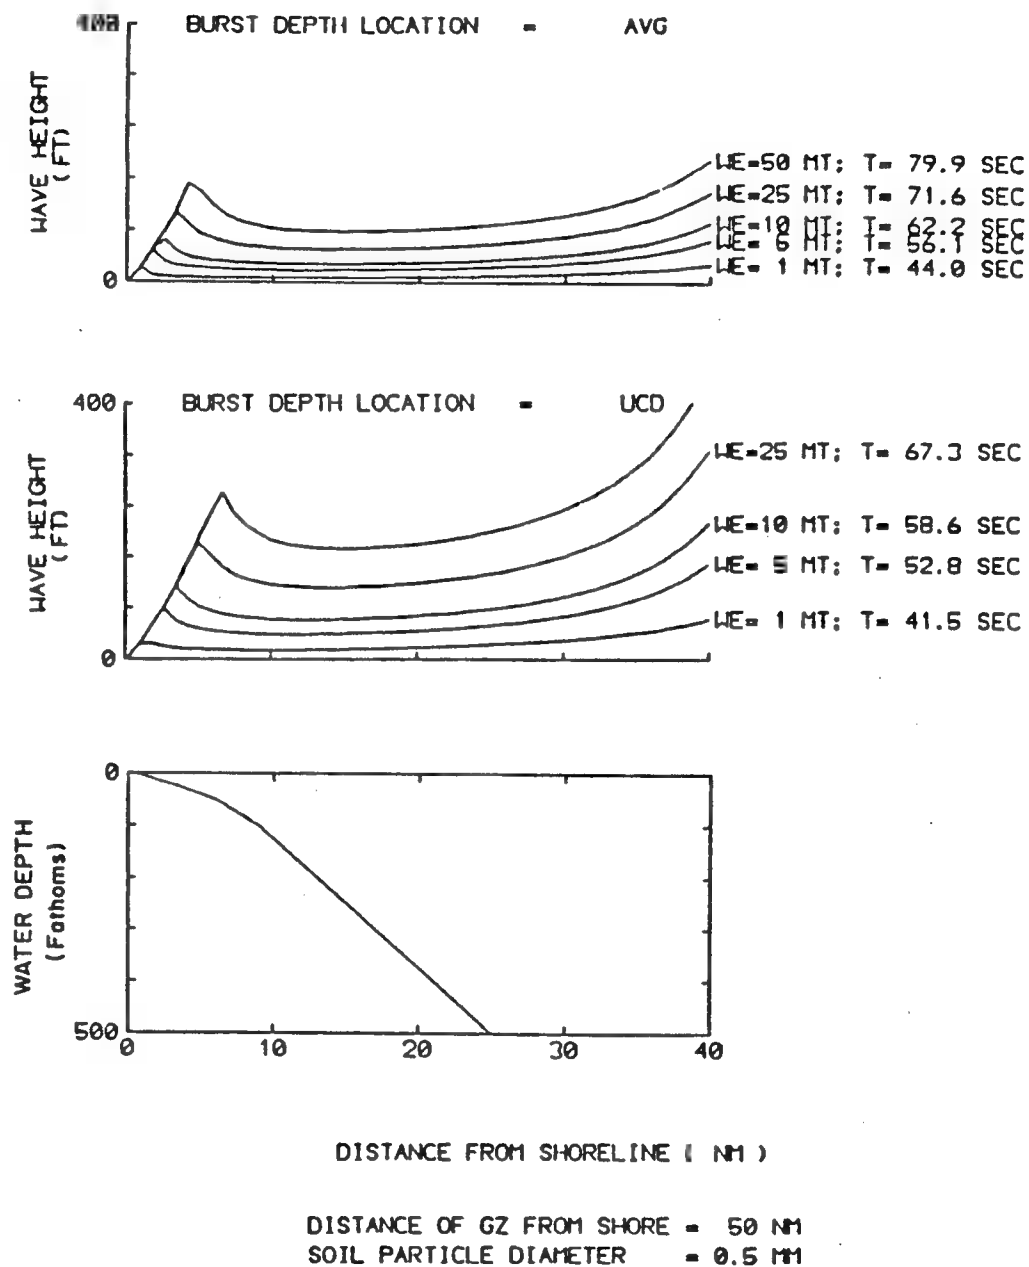 400 BURST DEPTH LOCATION = AVG
WAVE HEIGHT
(FT)
WE=50 MT; T= 79.9 SEC
WE=25 MT; T= 71.6 SEC
WE=10 MT; T= 62.2 SEC
WE= 5 MT; T= 56.1 SEC
WE= 1 MT; T= 44.0 SEC
0
400 BURST DEPTH LOCATION = UCD
WAVE HEIGHT
(FT)
WE=25 MT; T= 67.3 SEC
WE=10 MT; T= 58.6 SEC
WE= 5 MT; T= 52.8 SEC
WE= 1 MT; T= 41.5 SEC
0
0
WATER DEPTH
(Fathoms)
500
0 10 20 30 40
DISTANCE FROM SHORELINE ( NM )
DISTANCE OF GZ FROM SHORE = 50 NM
SOIL PARTICLE DIAMETER = 0.5 MM